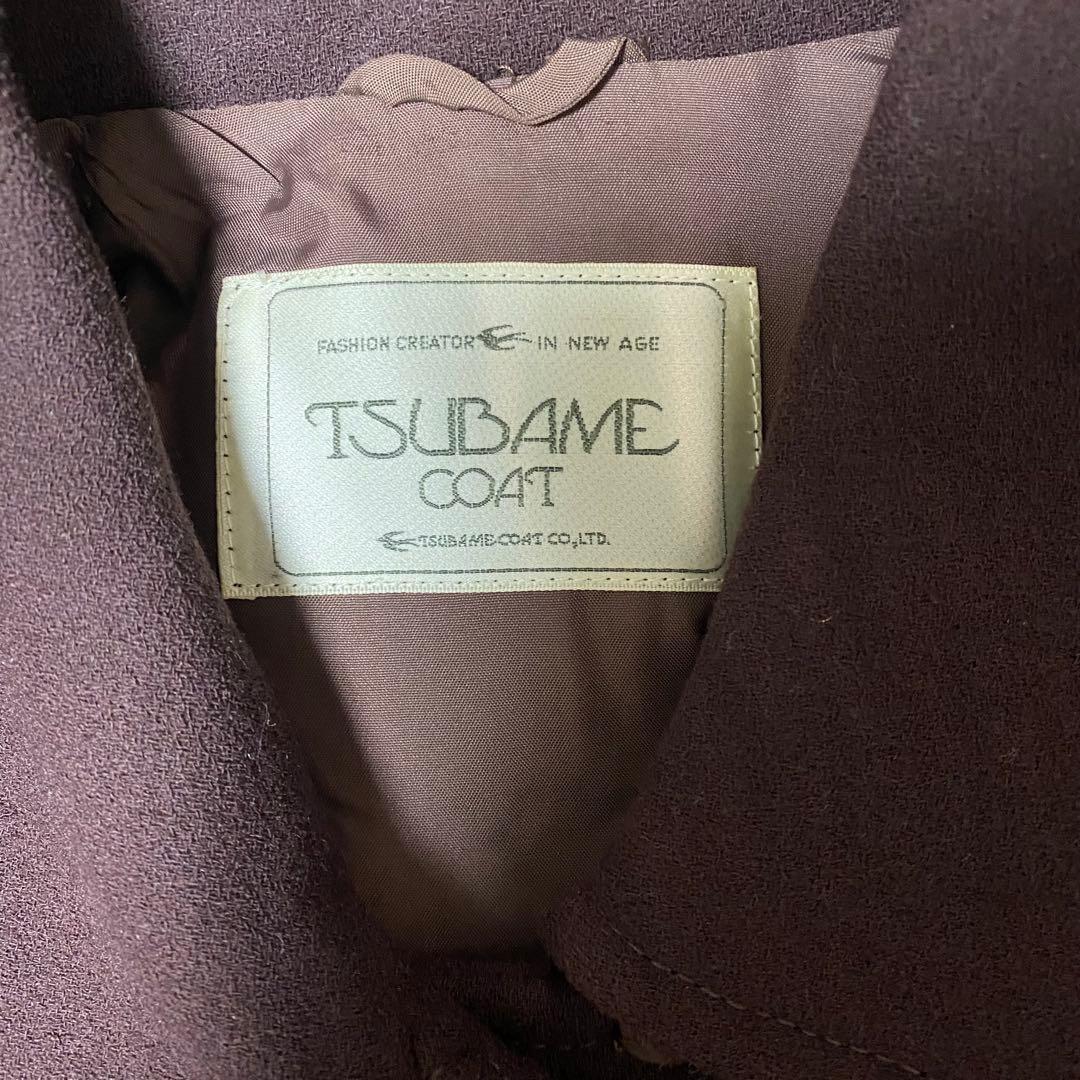 FASHION CREATOR IN NEW AGE
TSUBAME
COAT
TSUBAME COAT CO.,LTD.